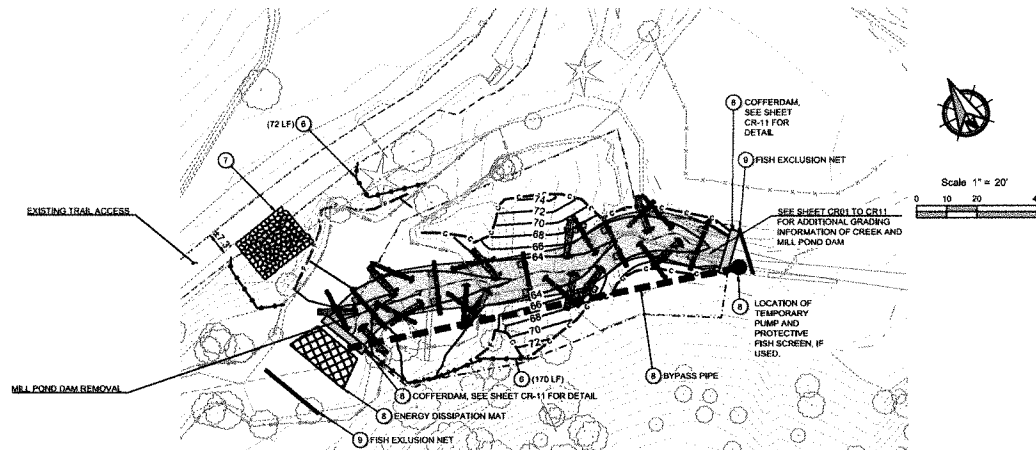 8 COFFERDAM,
SEE SHEET
CR-11 FOR
DETAIL
(72 LF) 6
9 FISH EXCLUSION NET
7
Scale 1" = 20'
0 10 20 40
EXISTING TRAIL ACCESS
SEE SHEET CR01 TO CR11
FOR ADDITIONAL GRADING
INFORMATION OF CREEK AND
MILL POND DAM
74
72
70
68
66
64
64
66
68
70
72
8 LOCATION OF
TEMPORARY
PUMP AND
PROTECTIVE
FISH SCREEN, IF
USED.
8 BYPASS PIPE
6 (170 LF)
MILL POND DAM REMOVAL
8 COFFERDAM, SEE SHEET CR-11 FOR DETAIL
8 ENERGY DISSIPATION MAT
9 FISH EXLUSION NET